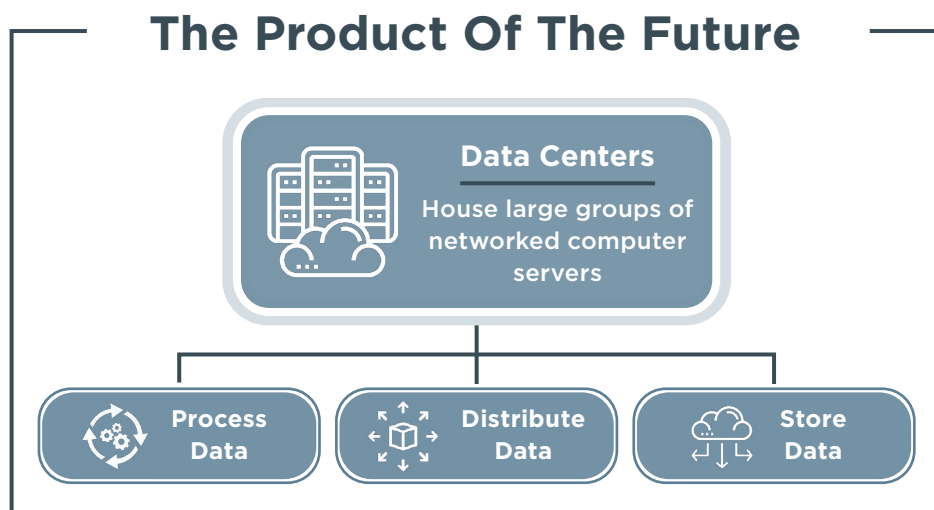 The Product Of The Future
Data Centers
House large groups of
networked computer
servers
Process
Data
Distribute
Data
Store
Data